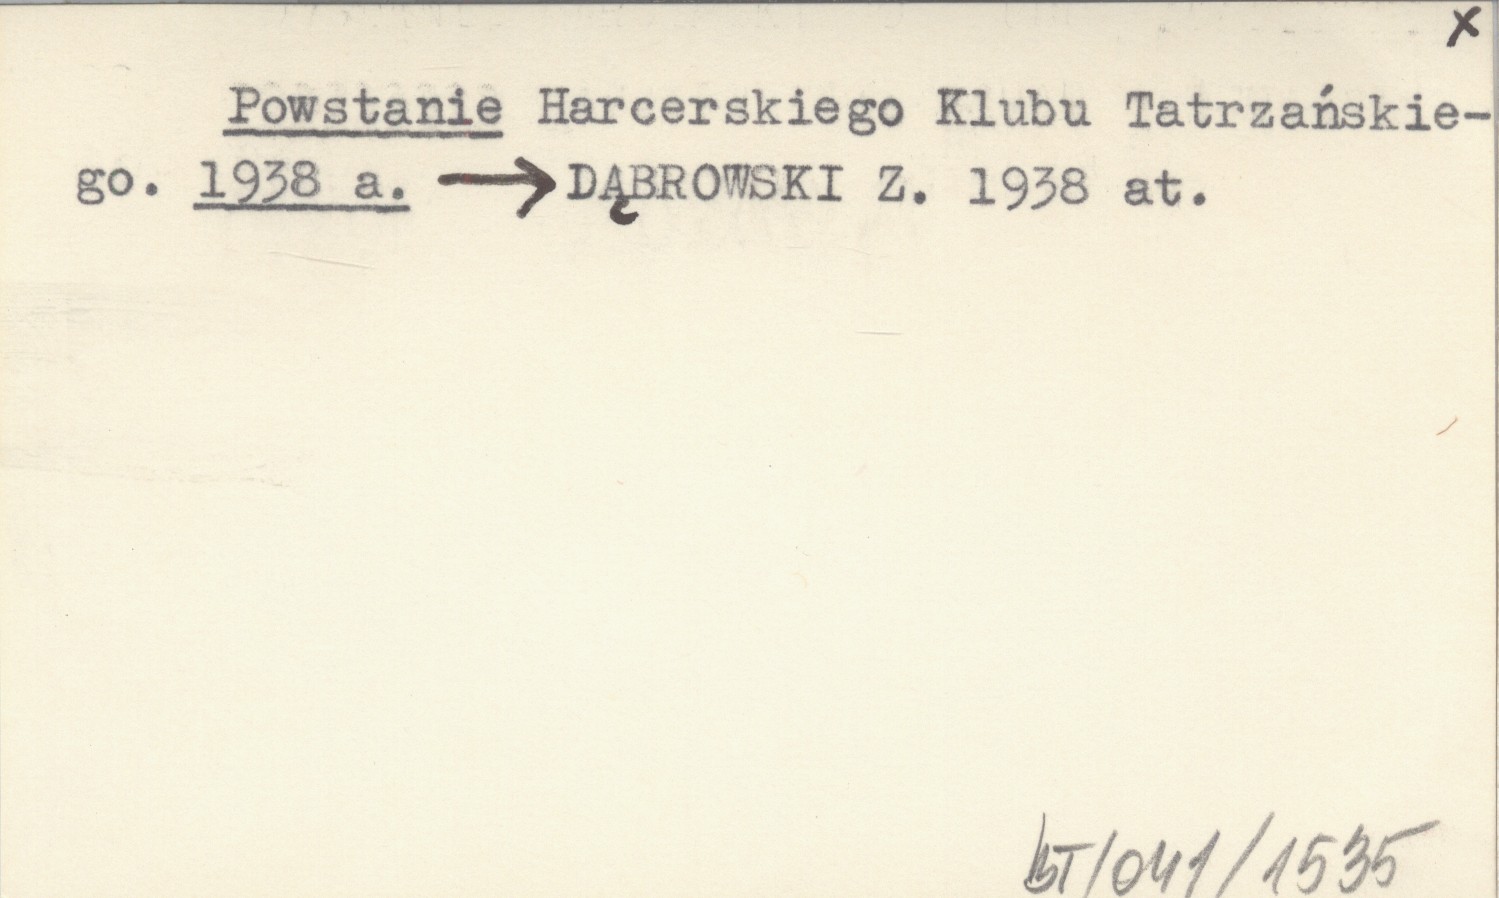 x
Powstanie Harcerskiego Klubu Tatrzańskie-
go. 1938 a. → DĄBROWSKI Z. 1938 at.
BT/041/1535